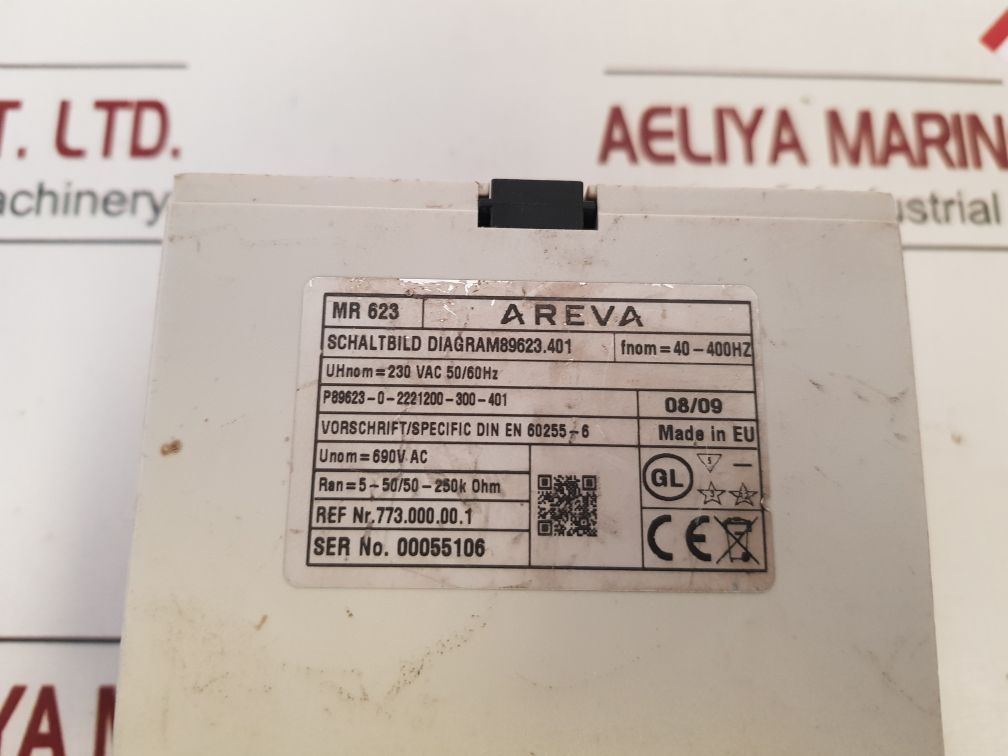 T. LTD.
AELIYA MARIN
achinery
ustrial
MR 623 AREVA
SCHALTBILD DIAGRAM89623.401 fnom=40-400HZ
UHnom=230 VAC 50/60Hz
P89623-0-2221200-300-401 08/09
VORSCHRIFT/SPECIFIC DIN EN 60255-6 Made in EU
Unom=690V AC
GL
5 -
Ran=5-50/50-250k Ohm
REF Nr.773.000.00.1
CE
SER No. 00055106
YA M